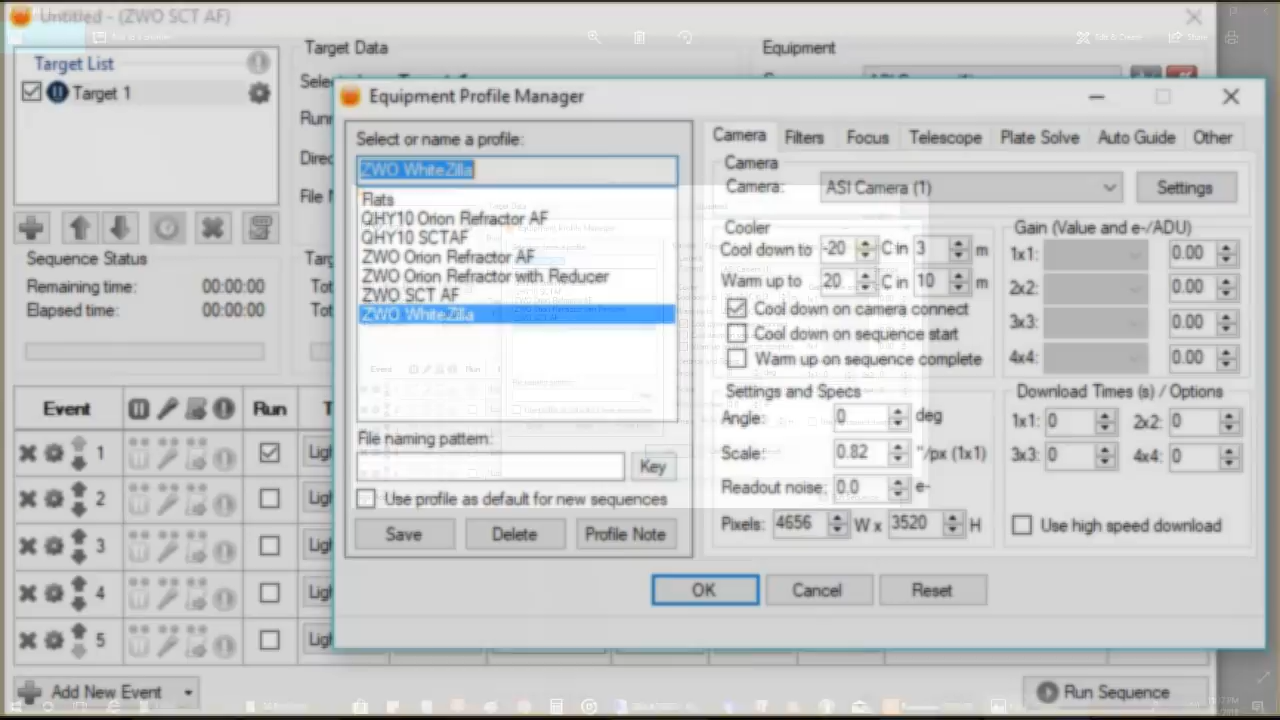 Untitled - (ZWO SCT AF)
Target List
Target 1
Target Data
Equipment
Sequence Status
Remaining time: 00:00:00
Elapsed time: 00:00:00
Equipment Profile Manager
Select or name a profile:
ZWO WhiteZilla
Flats
QHY10 Orion Refractor AF
QHY10 SCTAF
ZWO Orion Refractor AF
ZWO Orion Refractor with Reducer
ZWO SCT AF
ZWO WhiteZilla
File naming pattern:
Key
Use profile as default for new sequences
Save Delete Profile Note
Camera Filters Focus Telescope Plate Solve Auto Guide Other
Camera
Camera: ASI Camera (1) Settings
Cooler
Cool down to -20 C in 3 m
Warm up to 20 C in 10 m
Cool down on camera connect
Cool down on sequence start
Warm up on sequence complete
Gain (Value and e-/ADU)
1x1: 0.00
2x2: 0.00
3x3: 0.00
4x4: 0.00
Settings and Specs
Angle: 0 deg
Scale: 0.82 "/px (1x1)
Readout noise: 0.0 e-
Pixels: 4656 W x 3520 H
Download Times (s) / Options
1x1: 0 2x2: 0
3x3: 0 4x4: 0
Use high speed download
OK Cancel Reset
Event Run
1
2
3
4
5
Add New Event
Run Sequence